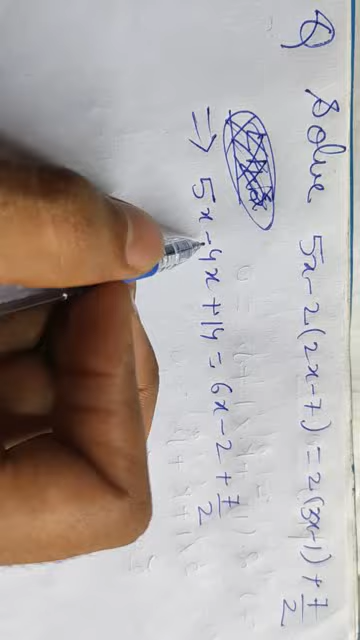 Q) Solve 5x-2(2x-7)=2(3x-1)+7/2
⇒ 5x-4x+14=6x-2+7/2